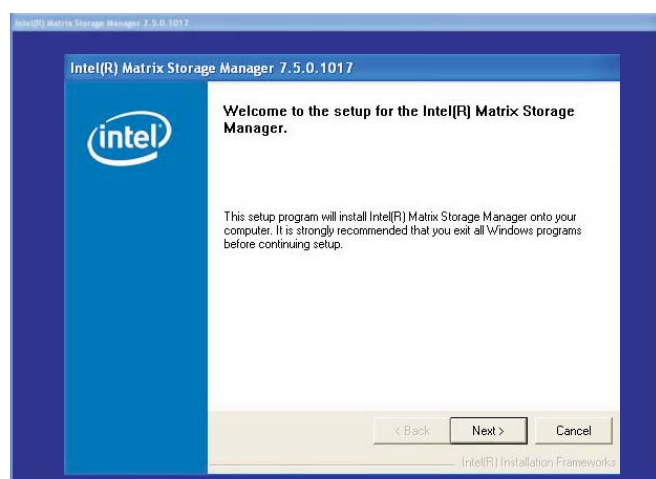 Intel(R) Matrix Storage Manager 7.5.0.1017
Intel(R) Matrix Storage Manager 7.5.0.1017
intel
Welcome to the setup for the Intel(R) Matrix Storage
Manager.
This setup program will install Intel(R) Matrix Storage Manager onto your
computer. It is strongly recommended that you exit all Windows programs
before continuing setup.
< Back Next > Cancel
Intel(R) Installation Frameworks